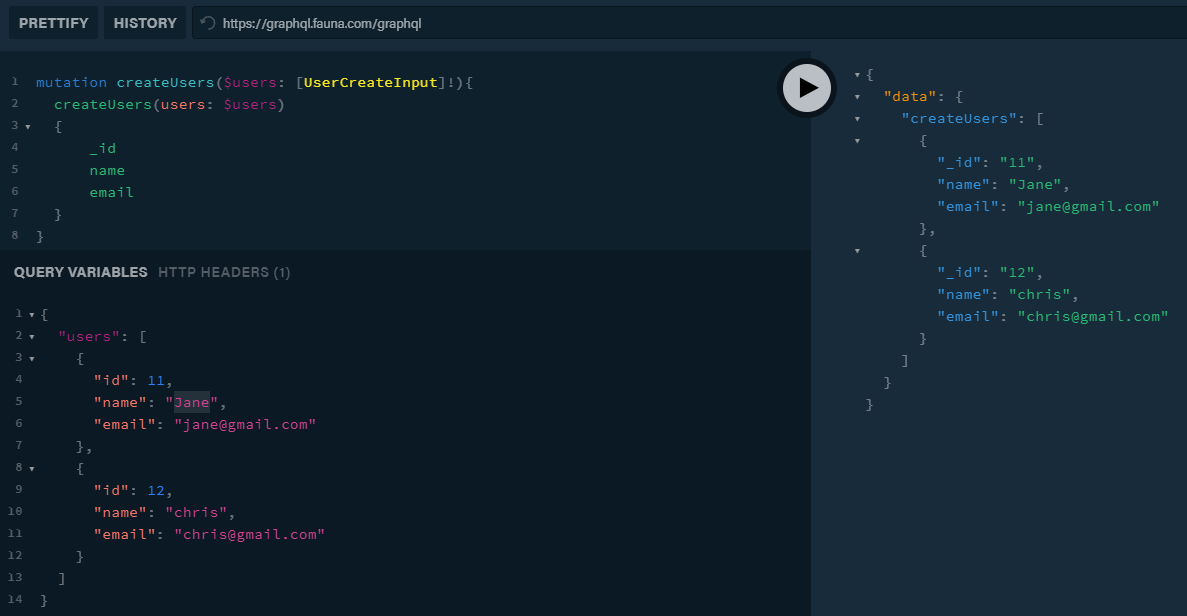 PRETTIFY HISTORY https://graphql.fauna.com/graphql
1 mutation createUsers($users: [UserCreateInput]!){
2 createUsers(users: $users)
3 {
4 _id
5 name
6 email
7 }
8 }
QUERY VARIABLES HTTP HEADERS (1)
1 {
2 "users": [
3 {
4 "id": 11,
5 "name": "Jane",
6 "email": "jane@gmail.com"
7 },
8 {
9 "id": 12,
10 "name": "chris",
11 "email": "chris@gmail.com"
12 }
13 ]
14 }
{
"data": {
"createUsers": [
{
"_id": "11",
"name": "Jane",
"email": "jane@gmail.com"
},
{
"_id": "12",
"name": "chris",
"email": "chris@gmail.com"
}
]
}
}